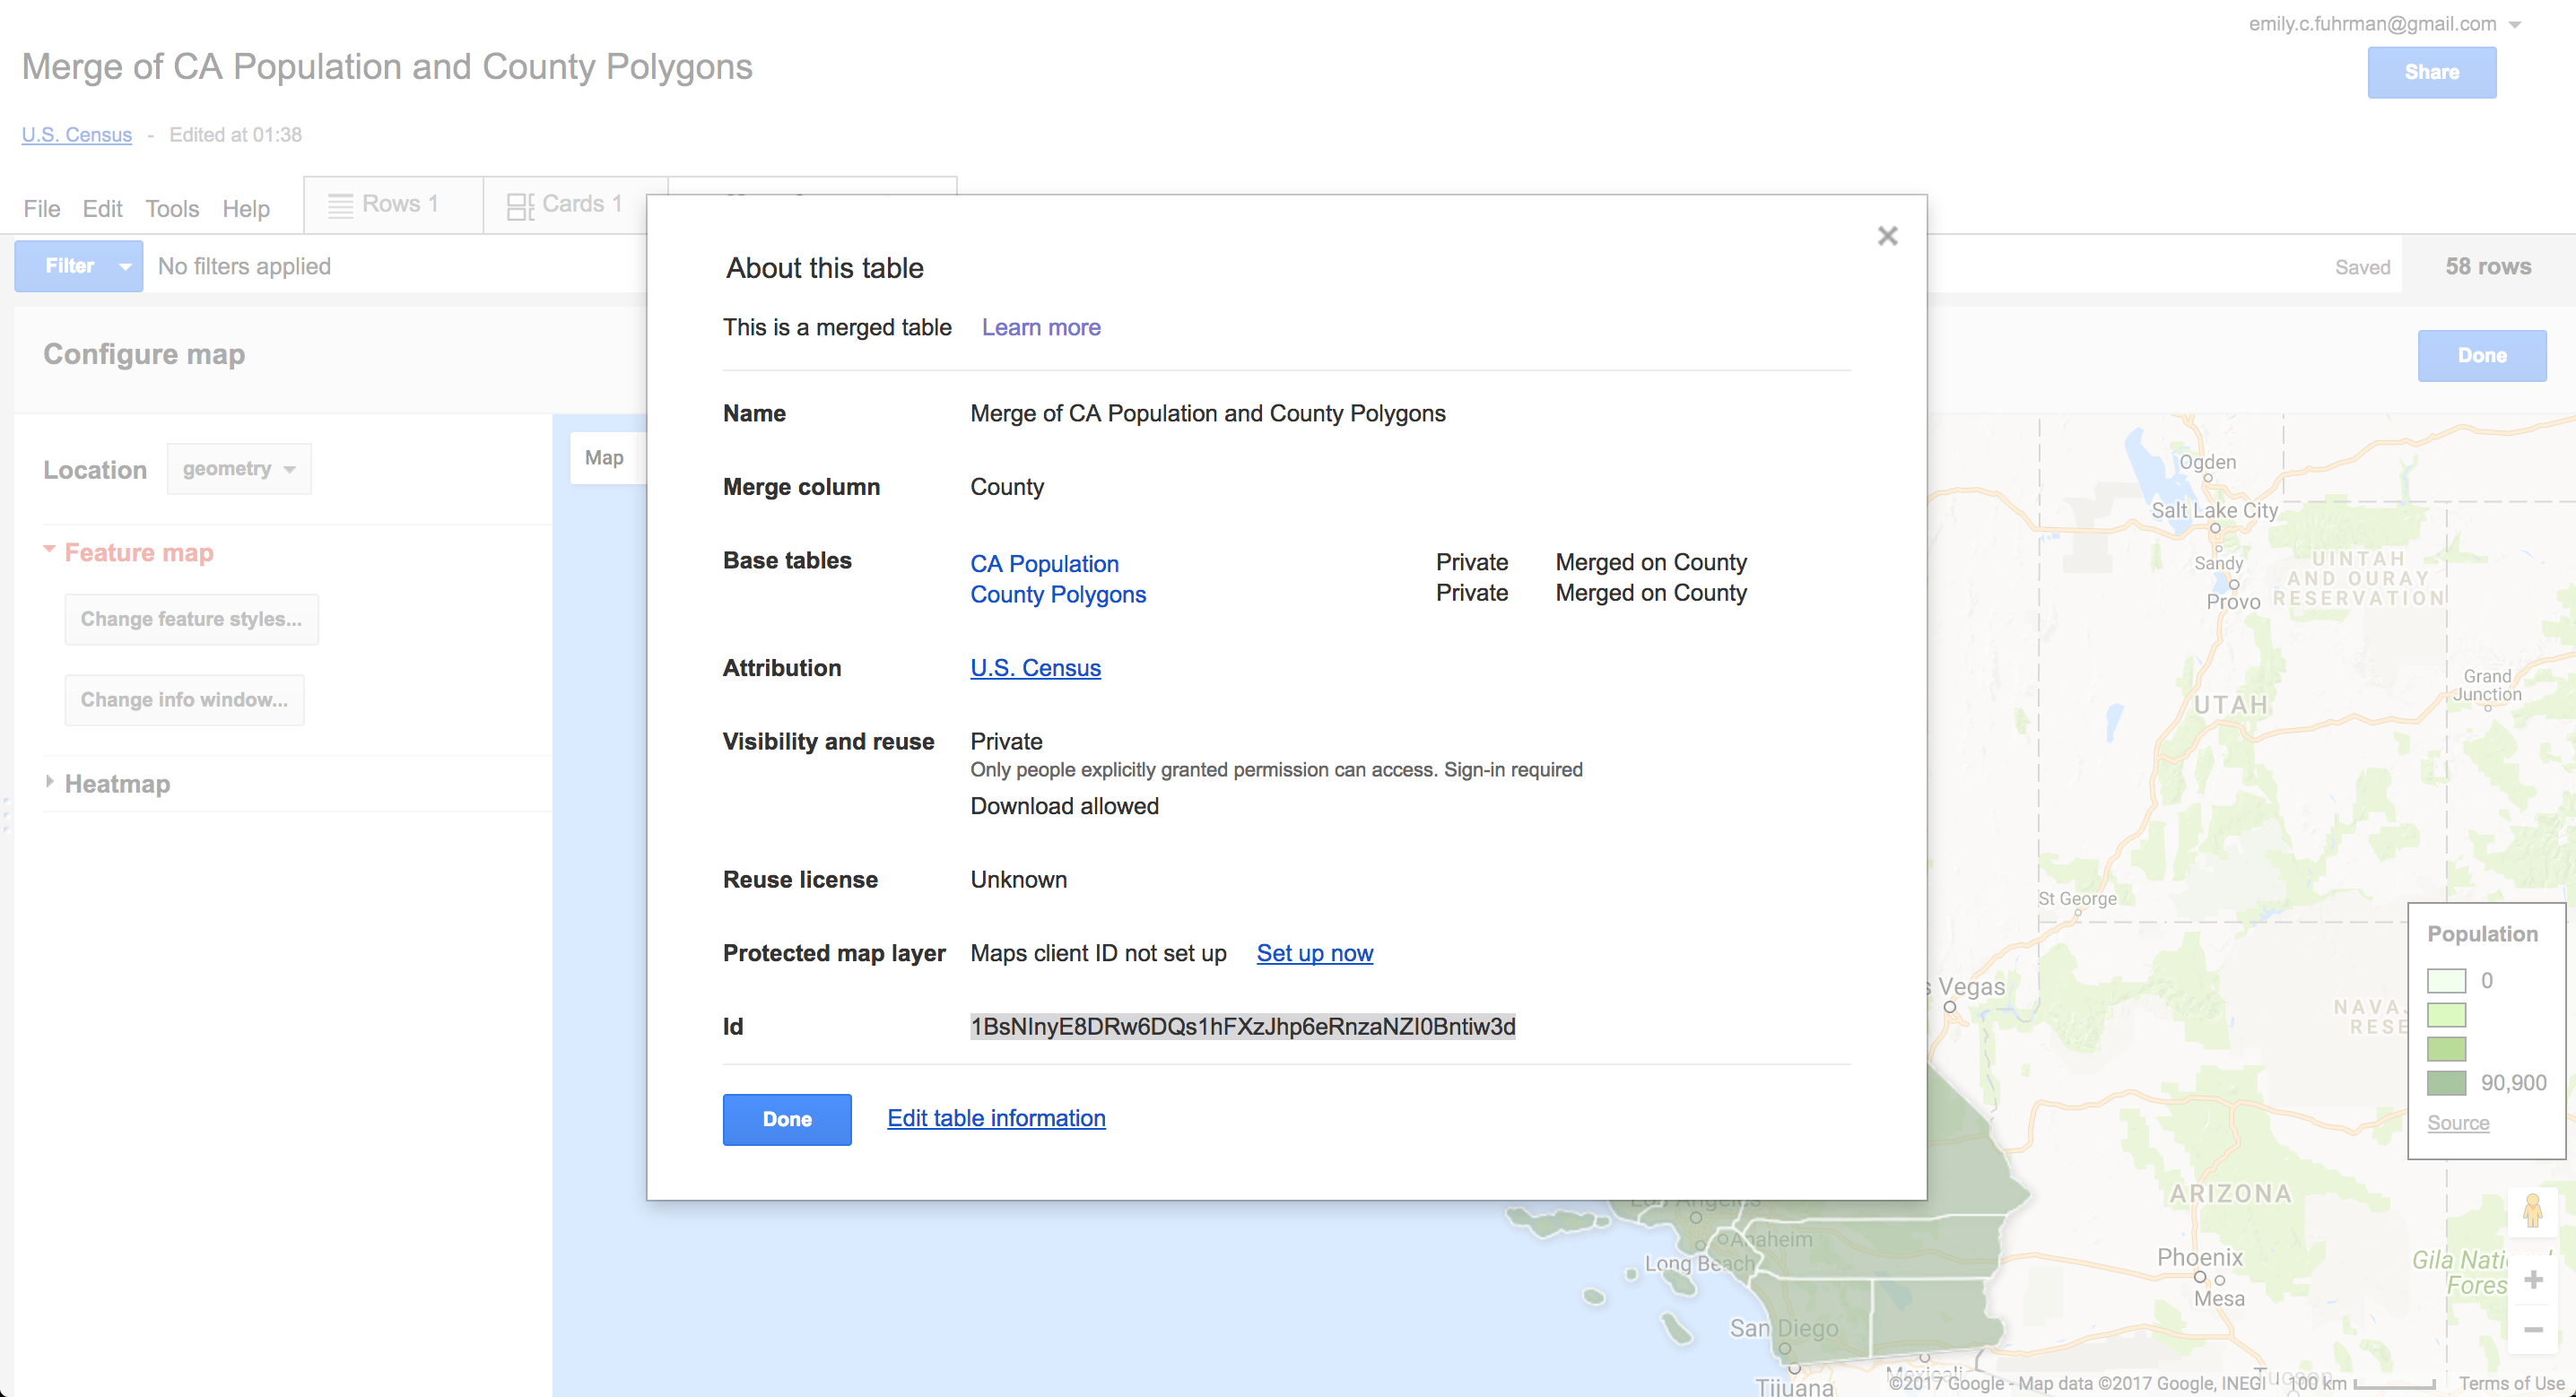 emily.c.fuhrman@gmail.com
Merge of CA Population and County Polygons
Share
U.S. Census - Edited at 01:38
File Edit Tools Help
Rows 1
Cards 1
Filter
No filters applied
Saved
58 rows
Configure map
Done
Location
geometry
Feature map
Change feature styles...
Change info window...
Heatmap
Map
About this table
This is a merged table Learn more
Name Merge of CA Population and County Polygons
Merge column County
Base tables CA Population Private Merged on County
County Polygons Private Merged on County
Attribution U.S. Census
Visibility and reuse Private
Only people explicitly granted permission can access. Sign-in required
Download allowed
Reuse license Unknown
Protected map layer Maps client ID not set up Set up now
Id 1BsNInyE8DRw6DQs1hFXzJhp6eRnzaNZI0Bntiw3d
Done Edit table information
Ogden
Salt Lake City
Sandy
Provo
UINTAH
AND OURAY
RESERVATION
Grand
Junction
UTAH
St George
s Vegas
NAVAJ
RESE
Population
0
90,900
Source
ARIZONA
Los Angeles
Anaheim
Long Beach
San Diego
Phoenix
Mesa
Gila Nati
Fores
Tijuana
Mexicali
Tucson
©2017 Google - Map data ©2017 Google, INEGI 100 km Terms of Use